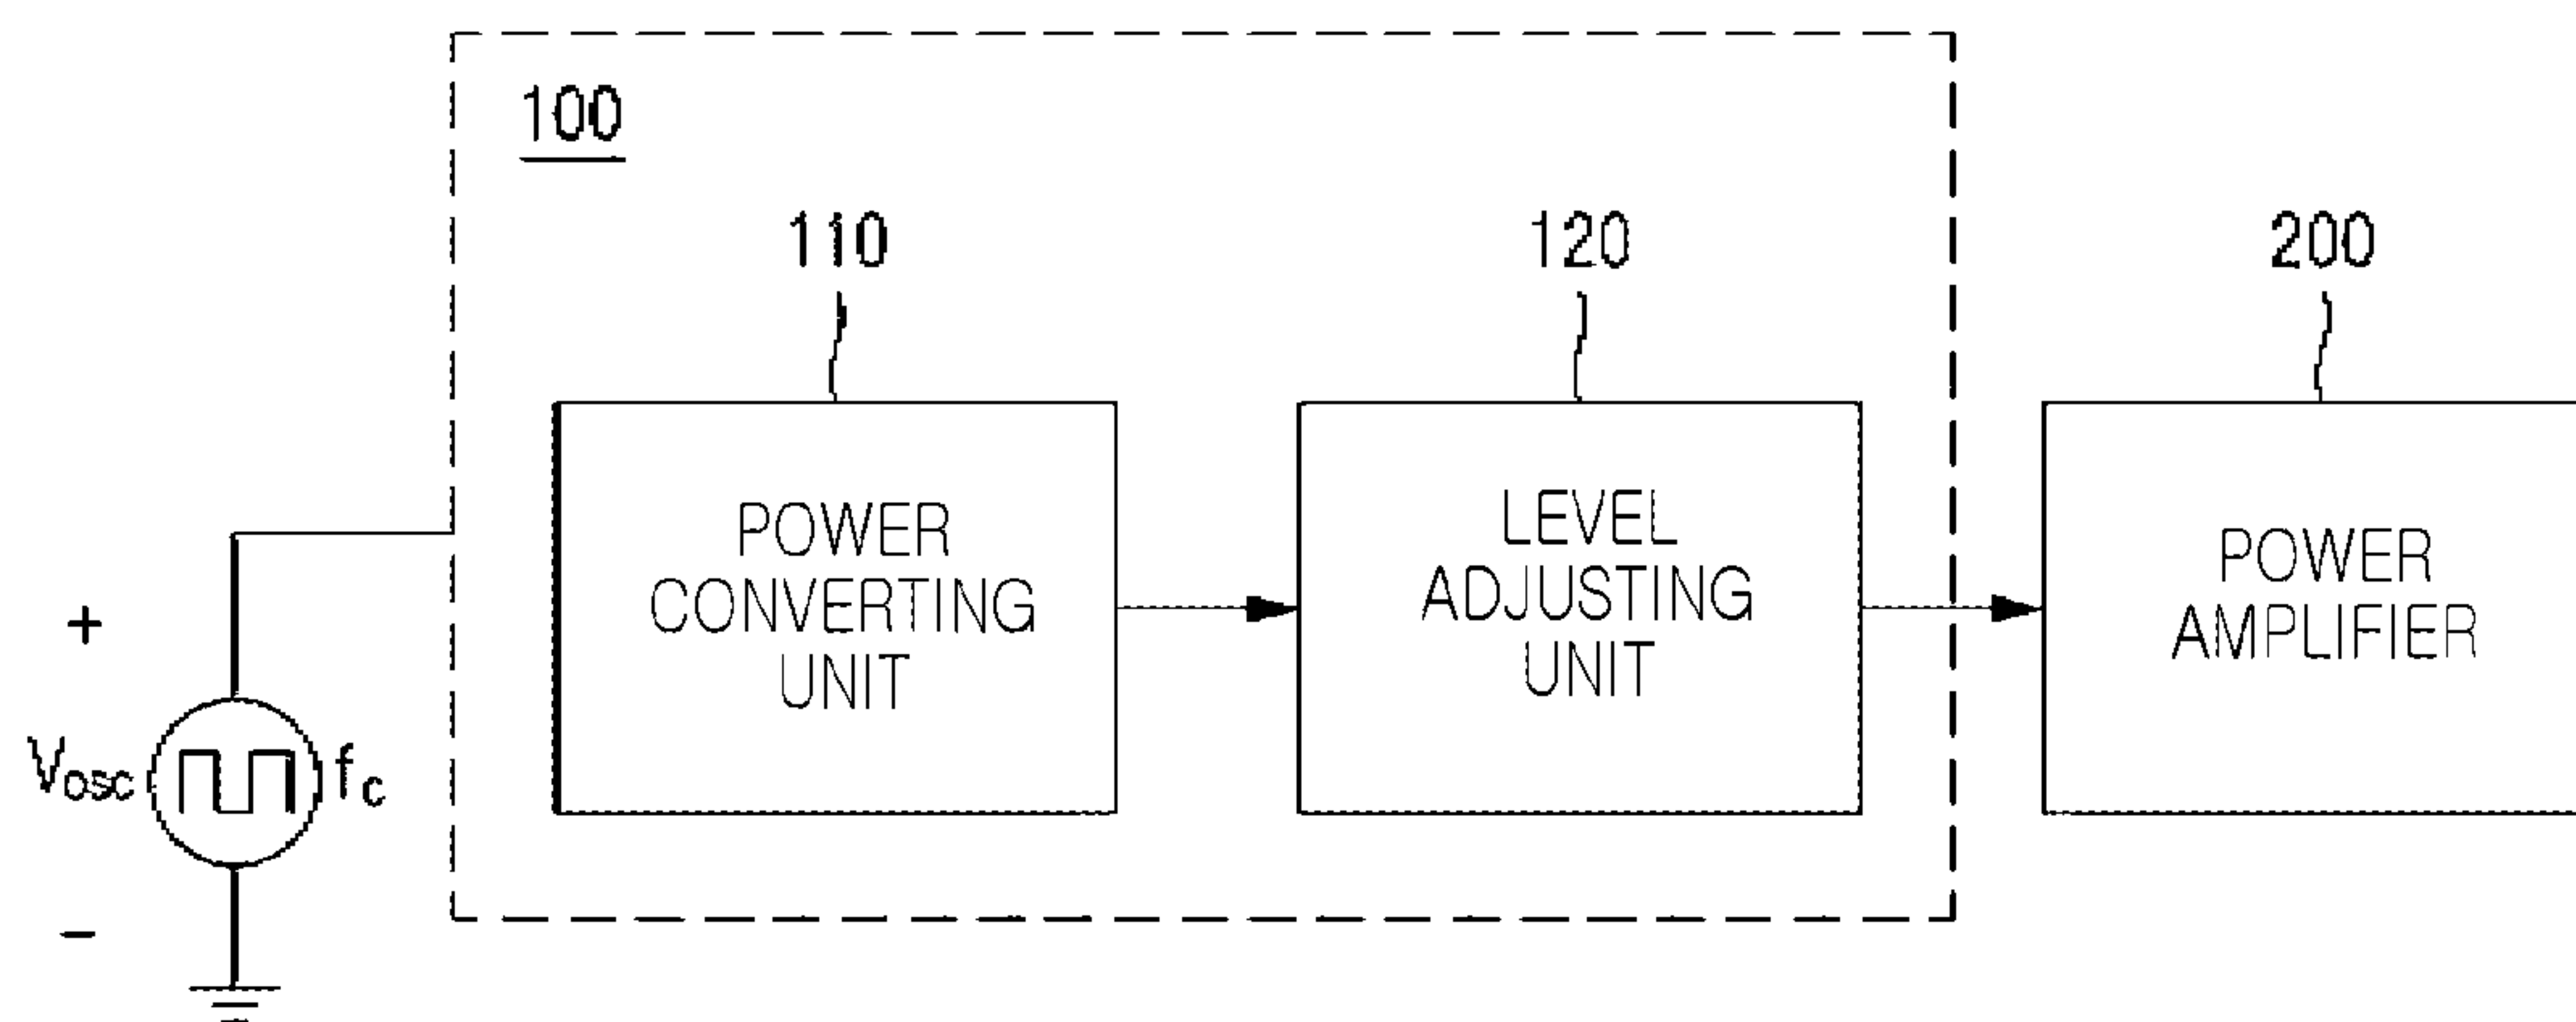 100
110
120
200
POWER
CONVERTING
UNIT
LEVEL
ADJUSTING
UNIT
POWER
AMPLIFIER
+
Vosc
fc
−